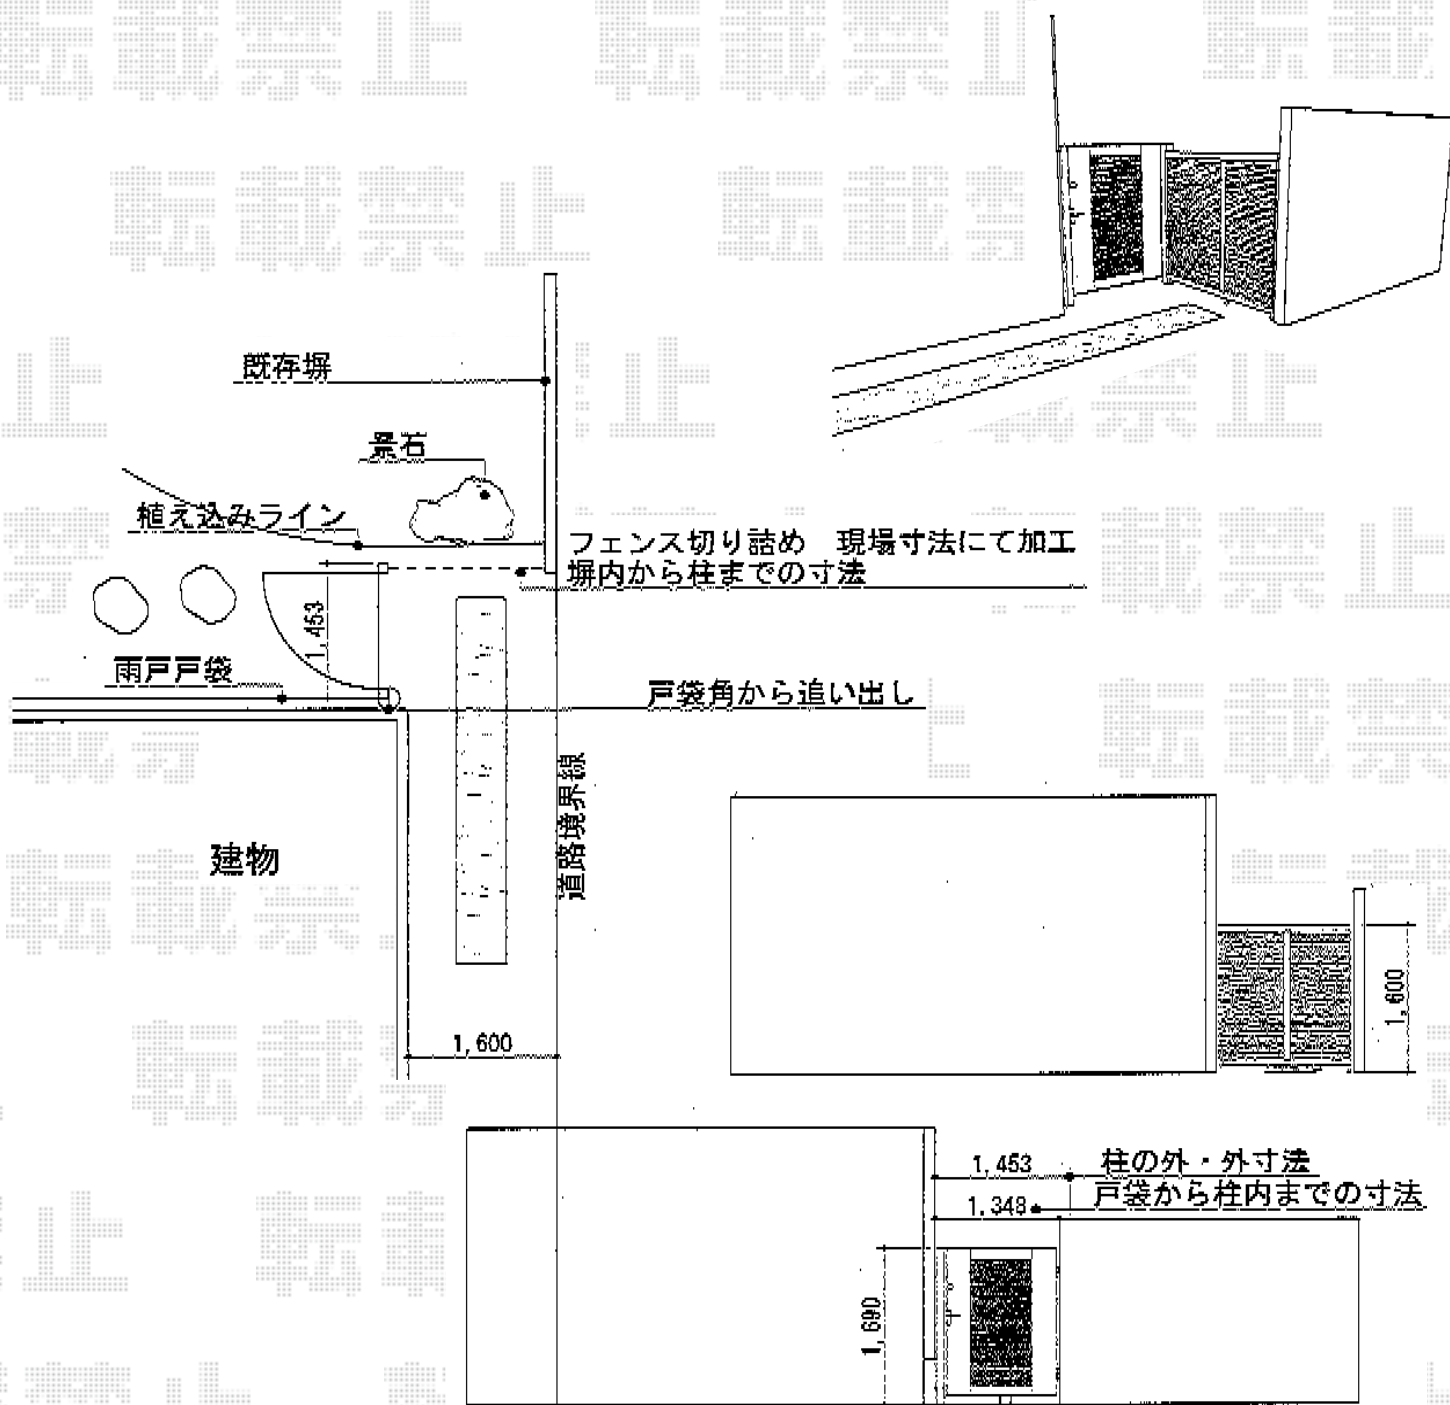 転載禁止
既存塀
景石
植え込みライン
フェンス切り詰め 現場寸法にて加工
塀内から柱までの寸法
1,453
雨戸戸袋
戸袋角から追い出し
道路境界線
建物
1,600
1,600
1,453
柱の外・外寸法
1,348
戸袋から柱内までの寸法
1,690